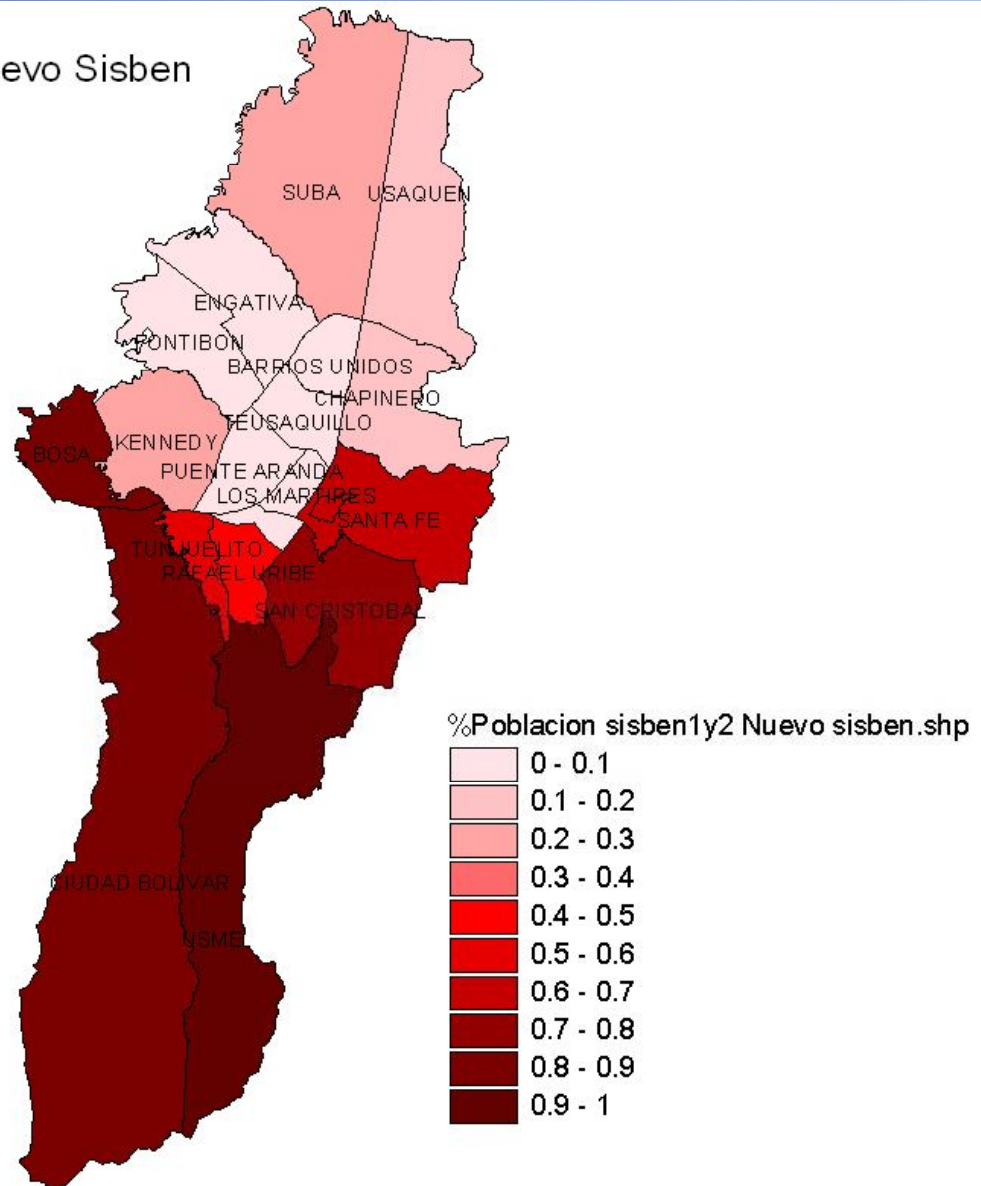 evo Sisben
SUBA
USAQUEN
ENGATIVA
FONTIBON
BARRIOS UNIDOS
CHAPINERO
TEUSAQUILLO
KENNEDY
BOSA
PUENTE ARANDA
LOS MARTIRES
SANTA FE
TUNJUELITO
RAFAEL URIBE
SAN CRISTOBAL
%Poblacion sisben1y2 Nuevo sisben.shp
0 - 0.1
0.1 - 0.2
0.2 - 0.3
0.3 - 0.4
0.4 - 0.5
0.5 - 0.6
0.6 - 0.7
0.7 - 0.8
0.8 - 0.9
0.9 - 1
CIUDAD BOLIVAR
USME